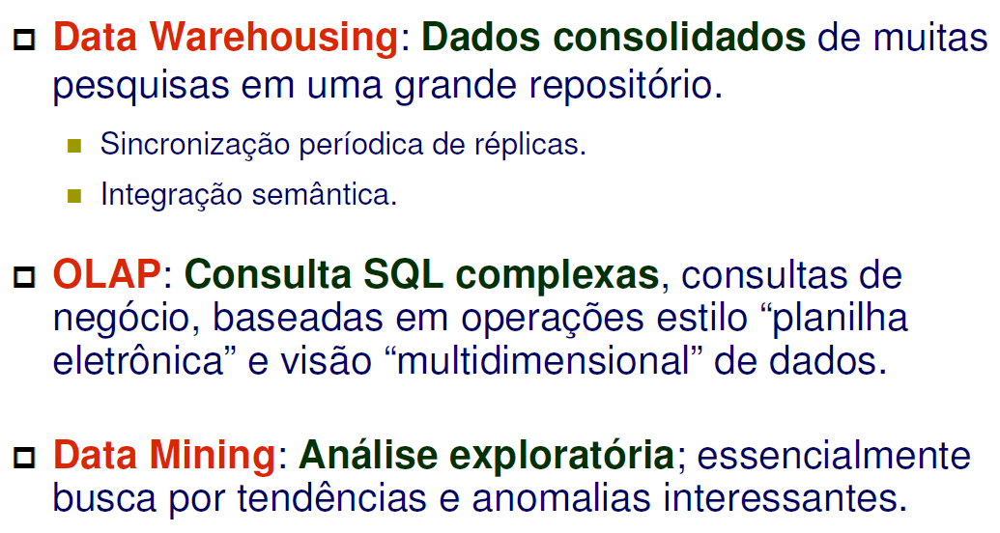 Data Warehousing: Dados consolidados de muitas
pesquisas em uma grande repositório.
Sincronização períodica de réplicas.
Integração semântica.
OLAP: Consulta SQL complexas, consultas de
negócio, baseadas em operações estilo “planilha
eletrônica” e visão “multidimensional” de dados.
Data Mining: Análise exploratória; essencialmente
busca por tendências e anomalias interessantes.